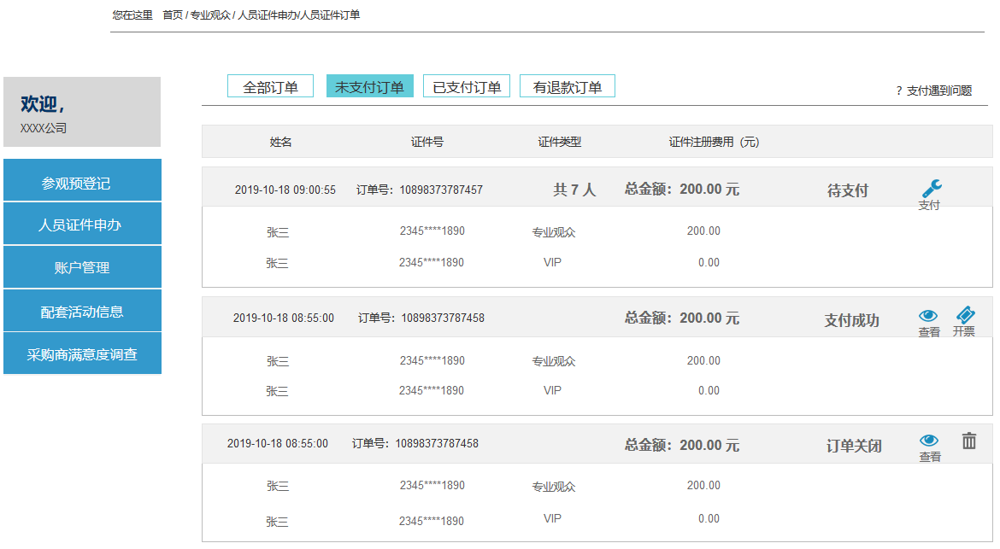 您在这里 首页 / 专业观众 / 人员证件申办/人员证件订单
欢迎,
XXXX公司
参观预登记
人员证件申办
账户管理
配套活动信息
采购商满意度调查
全部订单 未支付订单 已支付订单 有退款订单 ? 支付遇到问题
姓名 证件号 证件类型 证件注册费用（元）
2019-10-18 09:00:55 订单号：10898373787457 共 7 人 总金额：200.00 元 待支付 支付
张三 2345****1890 专业观众 200.00
张三 2345****1890 VIP 0.00
2019-10-18 08:55:00 订单号：10898373787458 总金额：200.00 元 支付成功 查看 开票
张三 2345****1890 专业观众 200.00
张三 2345****1890 VIP 0.00
2019-10-18 08:55:00 订单号：10898373787458 总金额：200.00 元 订单关闭 查看
张三 2345****1890 专业观众 200.00
张三 2345****1890 VIP 0.00